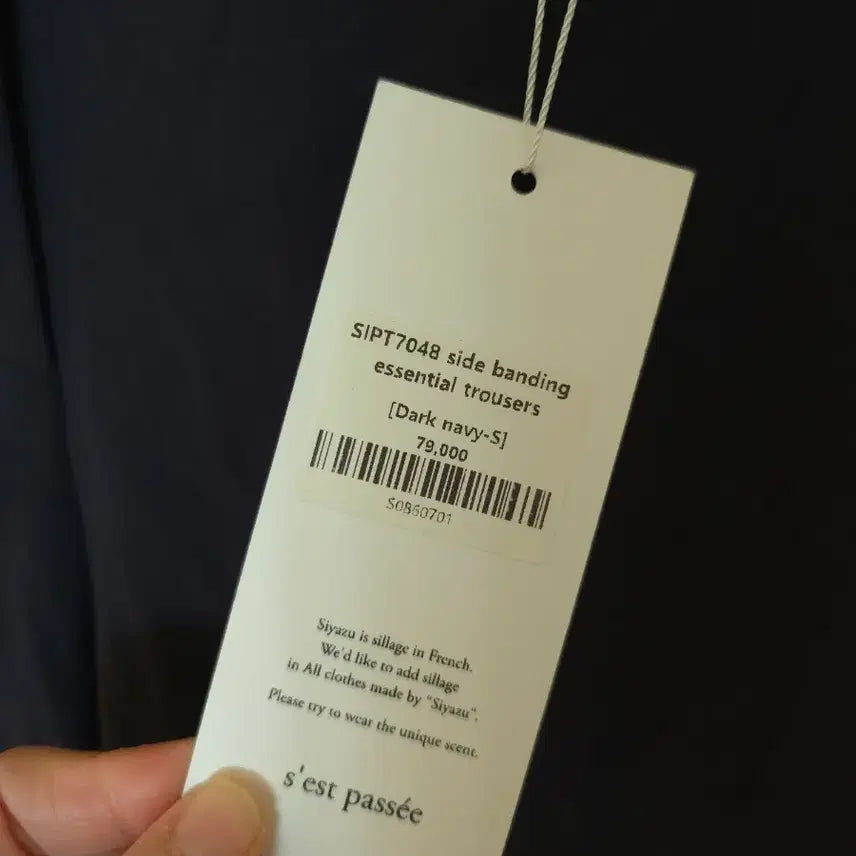 SIPT7048 side banding
essential trousers
[Dark navy-S]
79,000
S0860701
Siyazu is sillage in French.
We'd like to add sillage
in All clothes made by "Siyazu".
Please try to wear the unique scent.
s'est passée